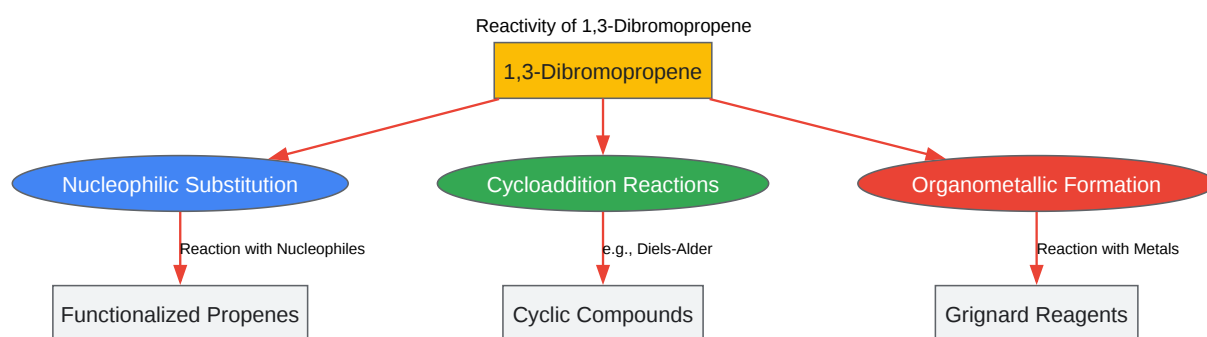 Reactivity of 1,3-Dibromopropene
1,3-Dibromopropene
Nucleophilic Substitution
Cycloaddition Reactions
Organometallic Formation
Reaction with Nucleophiles
e.g., Diels-Alder
Reaction with Metals
Functionalized Propenes
Cyclic Compounds
Grignard Reagents